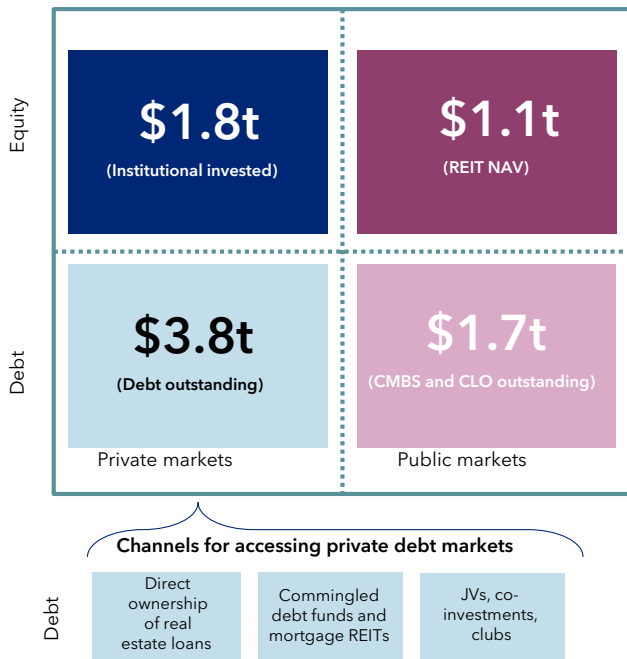 Equity
$1.8t
(Institutional invested)
$1.1t
(REIT NAV)
Debt
$3.8t
(Debt outstanding)
$1.7t
(CMBS and CLO outstanding)
Private markets
Public markets
Channels for accessing private debt markets
Debt
Direct
ownership
of real
estate loans
Commingled
debt funds and
mortgage REITs
JVs, co-
investments,
clubs